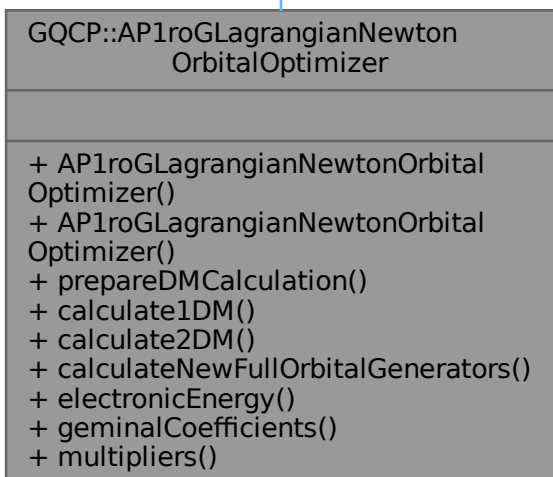 GQCP::AP1roGLagrangianNewton
OrbitalOptimizer
+ AP1roGLagrangianNewtonOrbital
Optimizer()
+ AP1roGLagrangianNewtonOrbital
Optimizer()
+ prepareDMCalculation()
+ calculate1DM()
+ calculate2DM()
+ calculateNewFullOrbitalGenerators()
+ electronicEnergy()
+ geminalCoefficients()
+ multipliers()